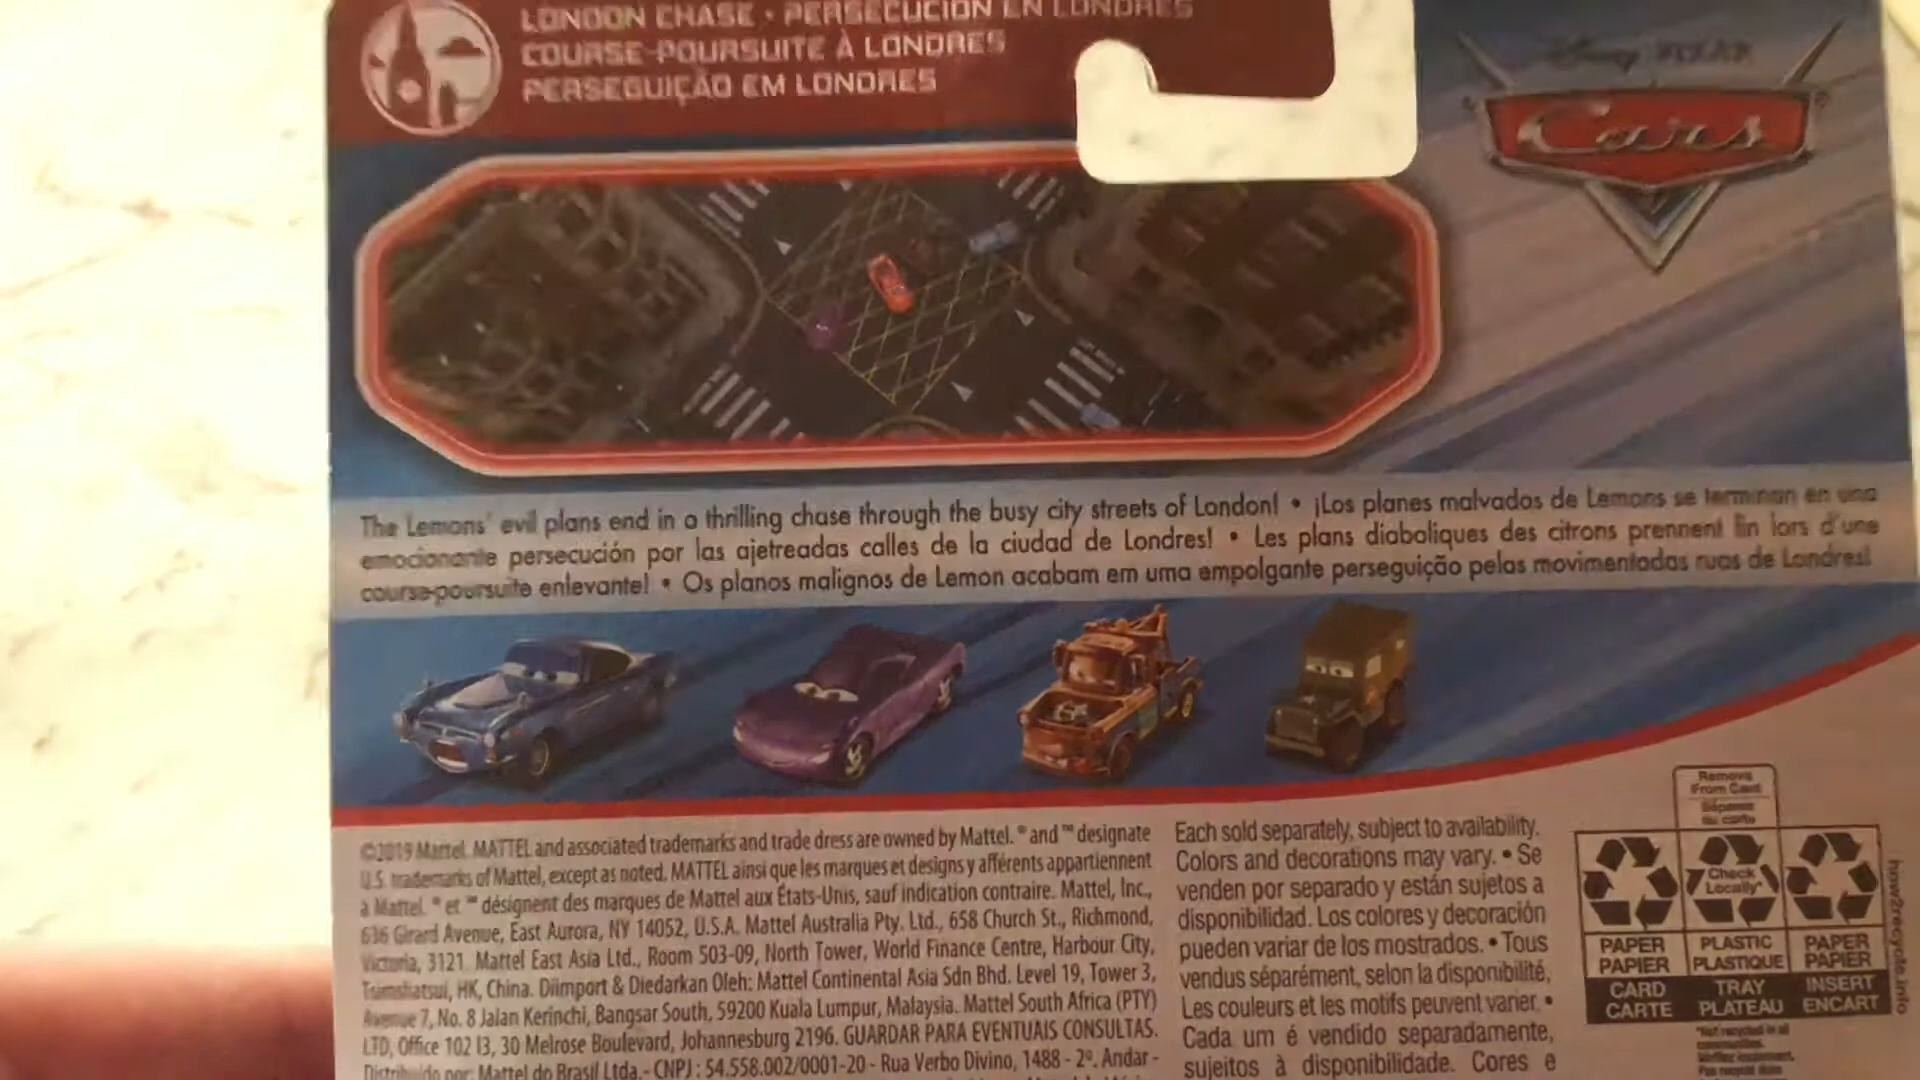 LONDON CHASE • PERSECUCIÓN EN LONDRES
COURSE-POURSUITE À LONDRES
PERSEGUIÇÃO EM LONDRES
Disney PIXAR
Cars
The Lemons' evil plans end in a thrilling chase through the busy city streets of London! • ¡Los planes malvados de Lemons se terminan en una
emocionante persecución por las ajetreadas calles de la ciudad de Londres! • Les plans diaboliques des citrons prennent fin lors d'une
course-poursuite enlevante! • Os planos malignos de Lemon acabam em uma empolgante perseguição pelas movimentadas ruas de Londres!
©2019 Mattel. MATTEL and associated trademarks and trade dress are owned by Mattel. ® and ™ designate
U.S. trademarks of Mattel, except as noted. MATTEL ainsi que les marques et designs y afférents appartiennent
à Mattel. ® et ™ désignent des marques de Mattel aux États-Unis, sauf indication contraire. Mattel, Inc.,
636 Girard Avenue, East Aurora, NY 14052, U.S.A. Mattel Australia Pty. Ltd., 658 Church St., Richmond,
Victoria, 3121. Mattel East Asia Ltd., Room 503-09, North Tower, World Finance Centre, Harbour City,
Tsimshatsui, HK, China. Diimport & Diedarkan Oleh: Mattel Continental Asia Sdn Bhd. Level 19, Tower 3,
Avenue 7, No. 8 Jalan Kerinchi, Bangsar South, 59200 Kuala Lumpur, Malaysia. Mattel South Africa (PTY)
LTD, Office 102 I3, 30 Melrose Boulevard, Johannesburg 2196. GUARDAR PARA EVENTUAIS CONSULTAS.
Distribuido por: Mattel do Brasil Ltda.- CNPJ : 54.558.002/0001-20 - Rua Verbo Divino, 1488 - 2º. Andar -
Each sold separately, subject to availability.
Colors and decorations may vary. • Se
venden por separado y están sujetos a
disponibilidad. Los colores y decoración
pueden variar de los mostrados. • Tous
vendus séparément, selon la disponibilité.
Les couleurs et les motifs peuvent varier. •
Cada um é vendido separadamente,
sujeitos à disponibilidade. Cores e
Remove
From Card
Séparer
du carte
Check
Locally*
PAPER
PAPIER
CARD
CARTE
PLASTIC
PLASTIQUE
TRAY
PLATEAU
PAPER
PAPIER
INSERT
ENCART
how2recycle.info
*Not recycled in all
communities.